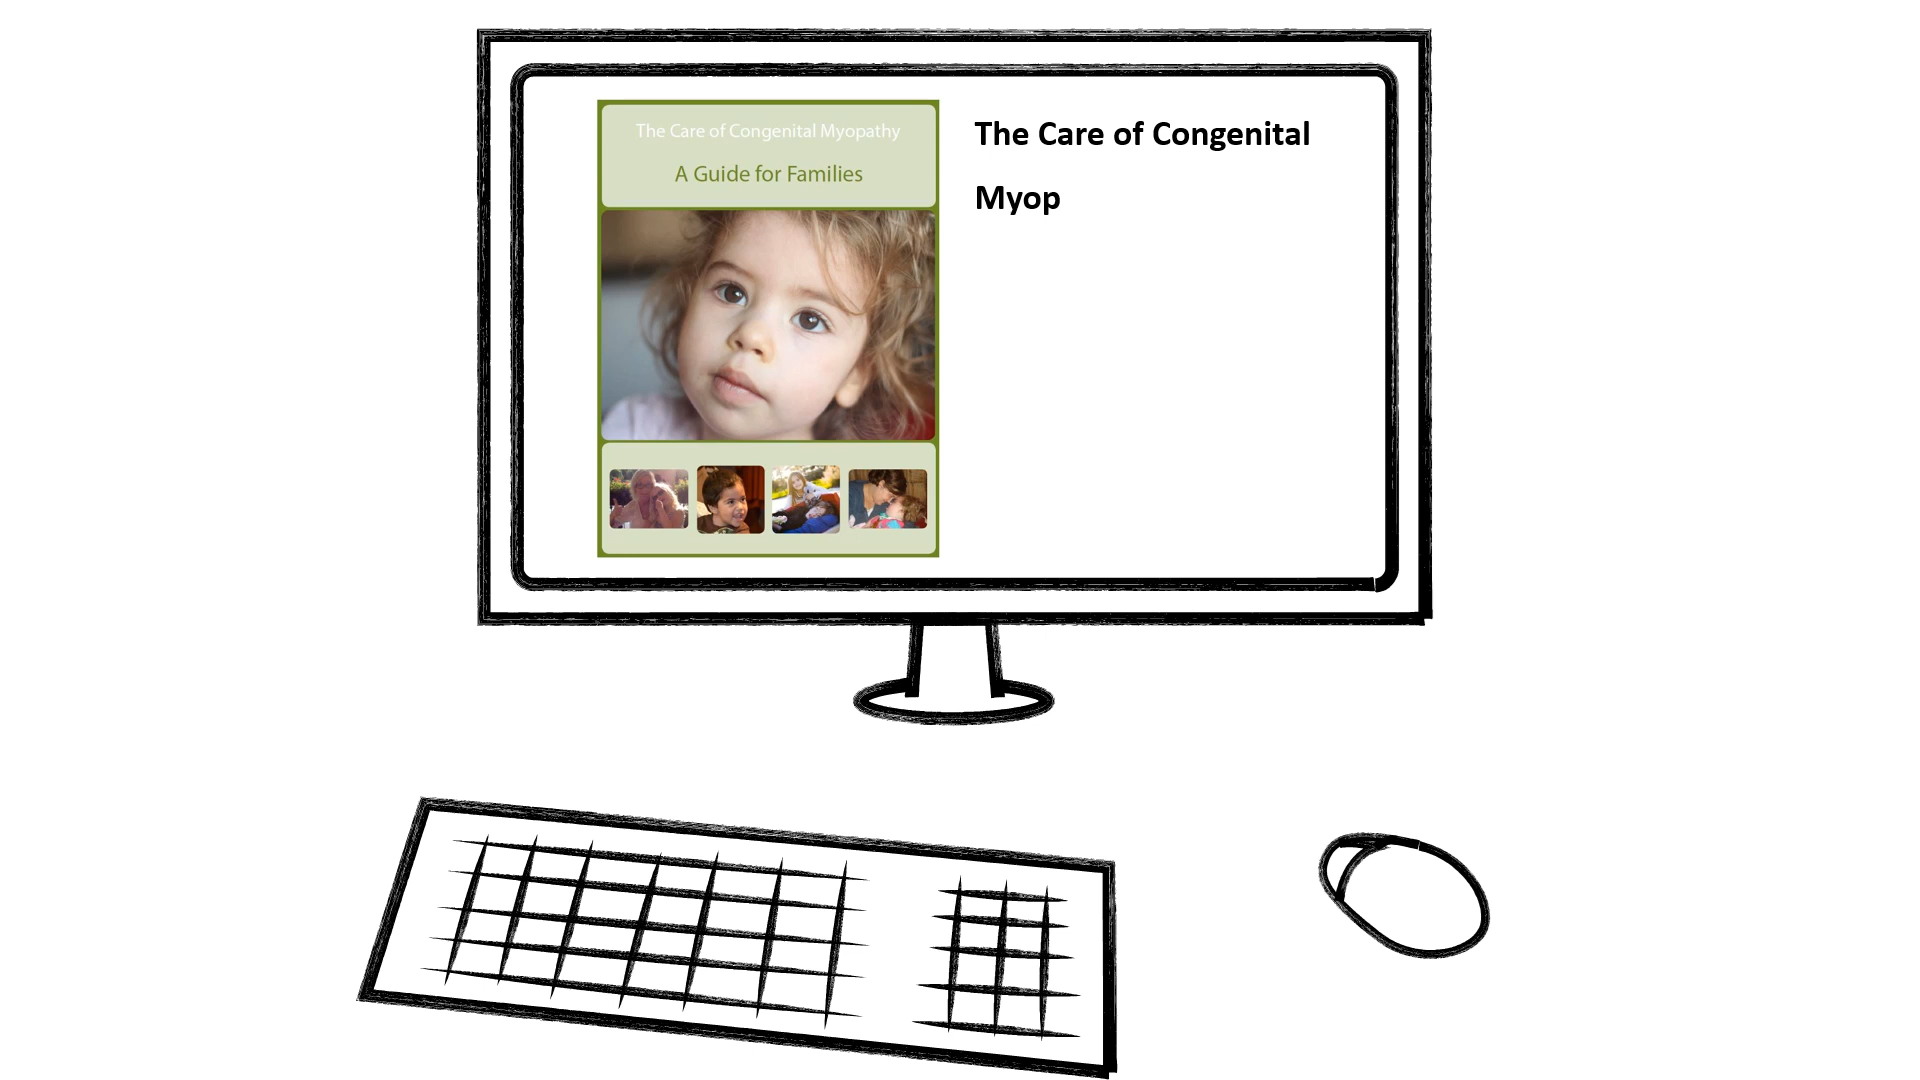 The Care of Congenital Myopathy
A Guide for Families
The Care of Congenital
Myop